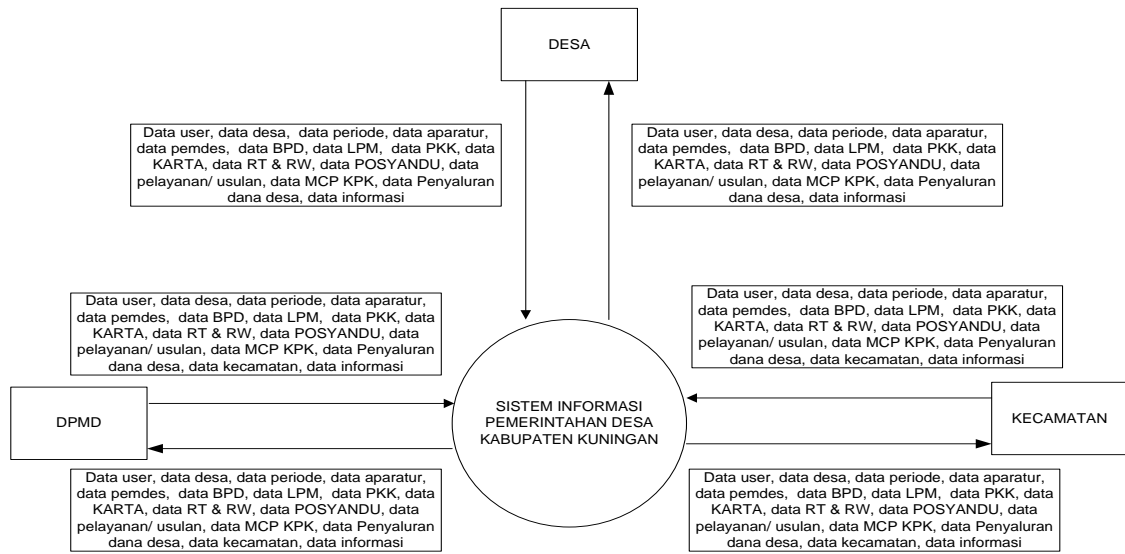 DESA
Data user, data desa, data periode, data aparatur,
data pemdes, data BPD, data LPM, data PKK, data
KARTA, data RT & RW, data POSYANDU, data
pelayanan/ usulan, data MCP KPK, data Penyaluran
dana desa, data informasi
Data user, data desa, data periode, data aparatur,
data pemdes, data BPD, data LPM, data PKK, data
KARTA, data RT & RW, data POSYANDU, data
pelayanan/ usulan, data MCP KPK, data Penyaluran
dana desa, data informasi
Data user, data desa, data periode, data aparatur,
data pemdes, data BPD, data LPM, data PKK, data
KARTA, data RT & RW, data POSYANDU, data
pelayanan/ usulan, data MCP KPK, data Penyaluran
dana desa, data kecamatan, data informasi
Data user, data desa, data periode, data aparatur,
data pemdes, data BPD, data LPM, data PKK, data
KARTA, data RT & RW, data POSYANDU, data
pelayanan/ usulan, data MCP KPK, data Penyaluran
dana desa, data kecamatan, data informasi
DPMD
SISTEM INFORMASI
PEMERINTAHAN DESA
KABUPATEN KUNINGAN
KECAMATAN
Data user, data desa, data periode, data aparatur,
data pemdes, data BPD, data LPM, data PKK, data
KARTA, data RT & RW, data POSYANDU, data
pelayanan/ usulan, data MCP KPK, data Penyaluran
dana desa, data kecamatan, data informasi
Data user, data desa, data periode, data aparatur,
data pemdes, data BPD, data LPM, data PKK, data
KARTA, data RT & RW, data POSYANDU, data
pelayanan/ usulan, data MCP KPK, data Penyaluran
dana desa, data kecamatan, data informasi